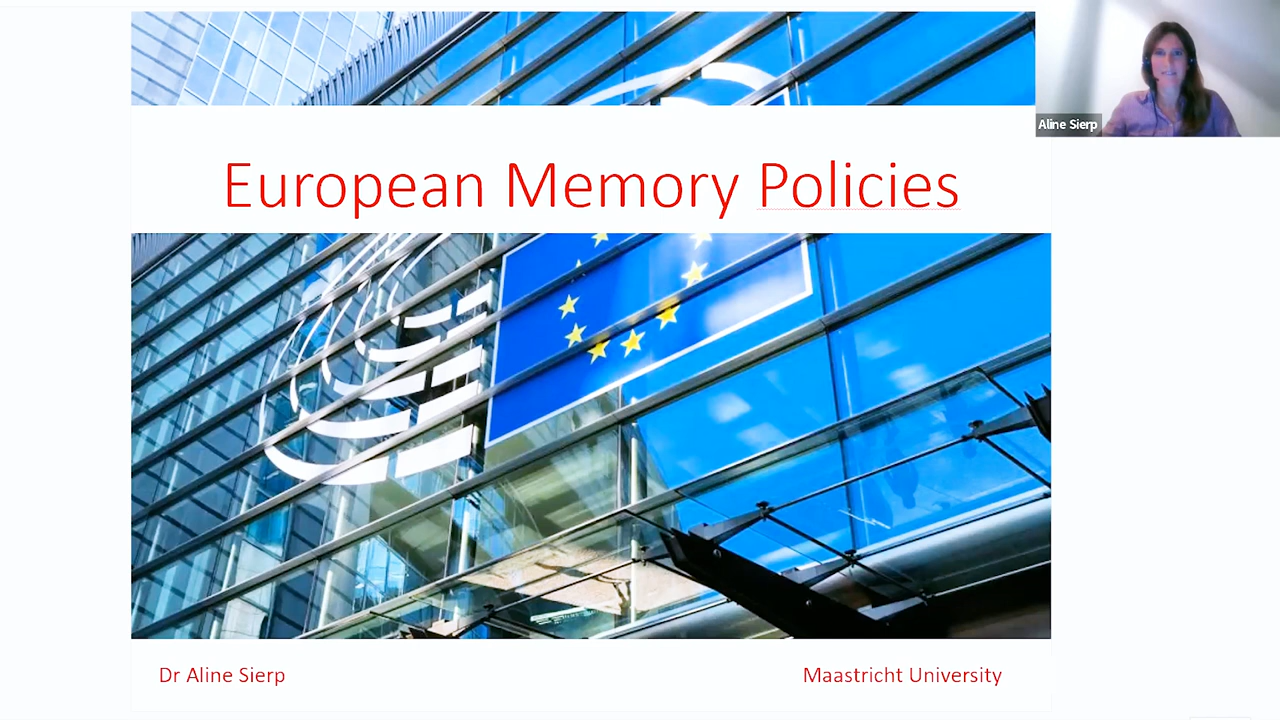 Aline Sierp
European Memory Policies
Dr Aline Sierp
Maastricht University